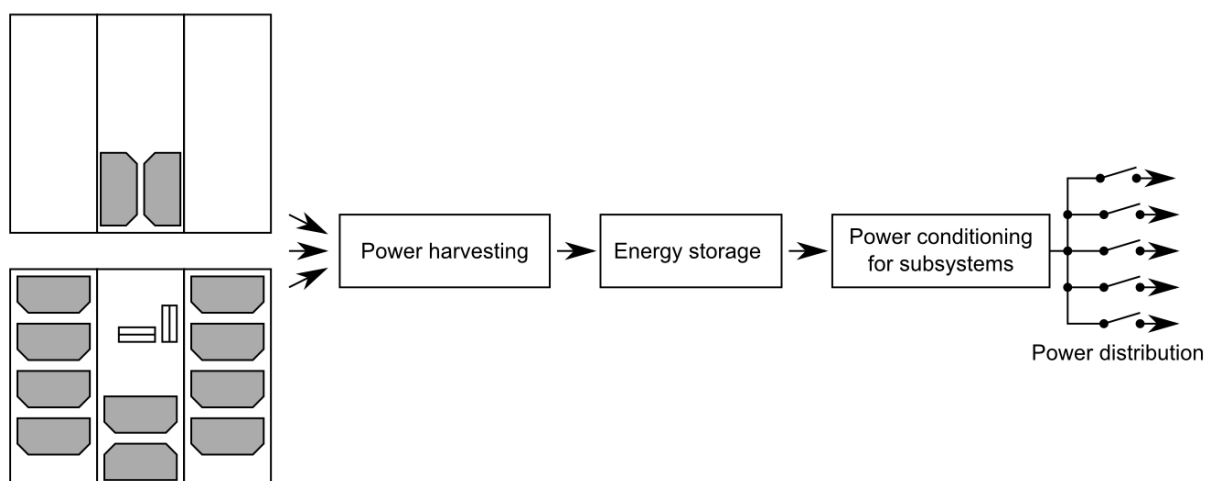 Power harvesting
Energy storage
Power conditioning
for subsystems
Power distribution